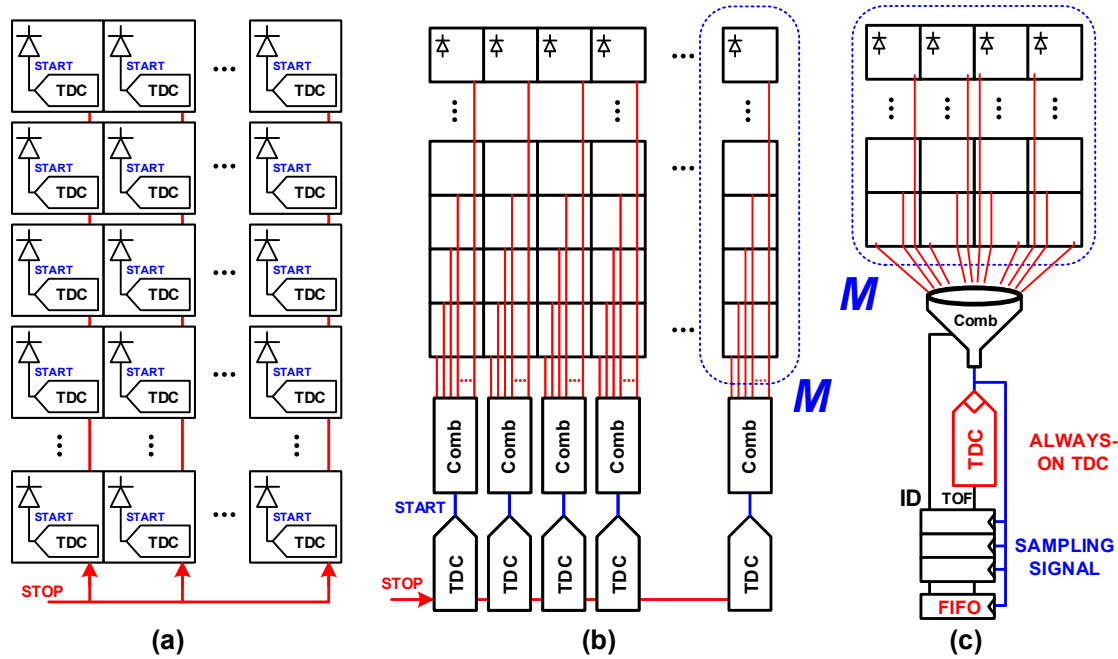 START
TDC
START
TDC
...
START
TDC
START
TDC
START
TDC
...
START
TDC
START
TDC
START
TDC
...
START
TDC
START
TDC
START
TDC
...
START
TDC
START
TDC
START
TDC
...
START
TDC
STOP
(a)
...
M
Comb
Comb
Comb
Comb
Comb
START
STOP
TDC
TDC
TDC
TDC
TDC
(b)
M
Comb
TDC
ALWAYS-
ON TDC
ID
TOF
SAMPLING
SIGNAL
FIFO
(c)